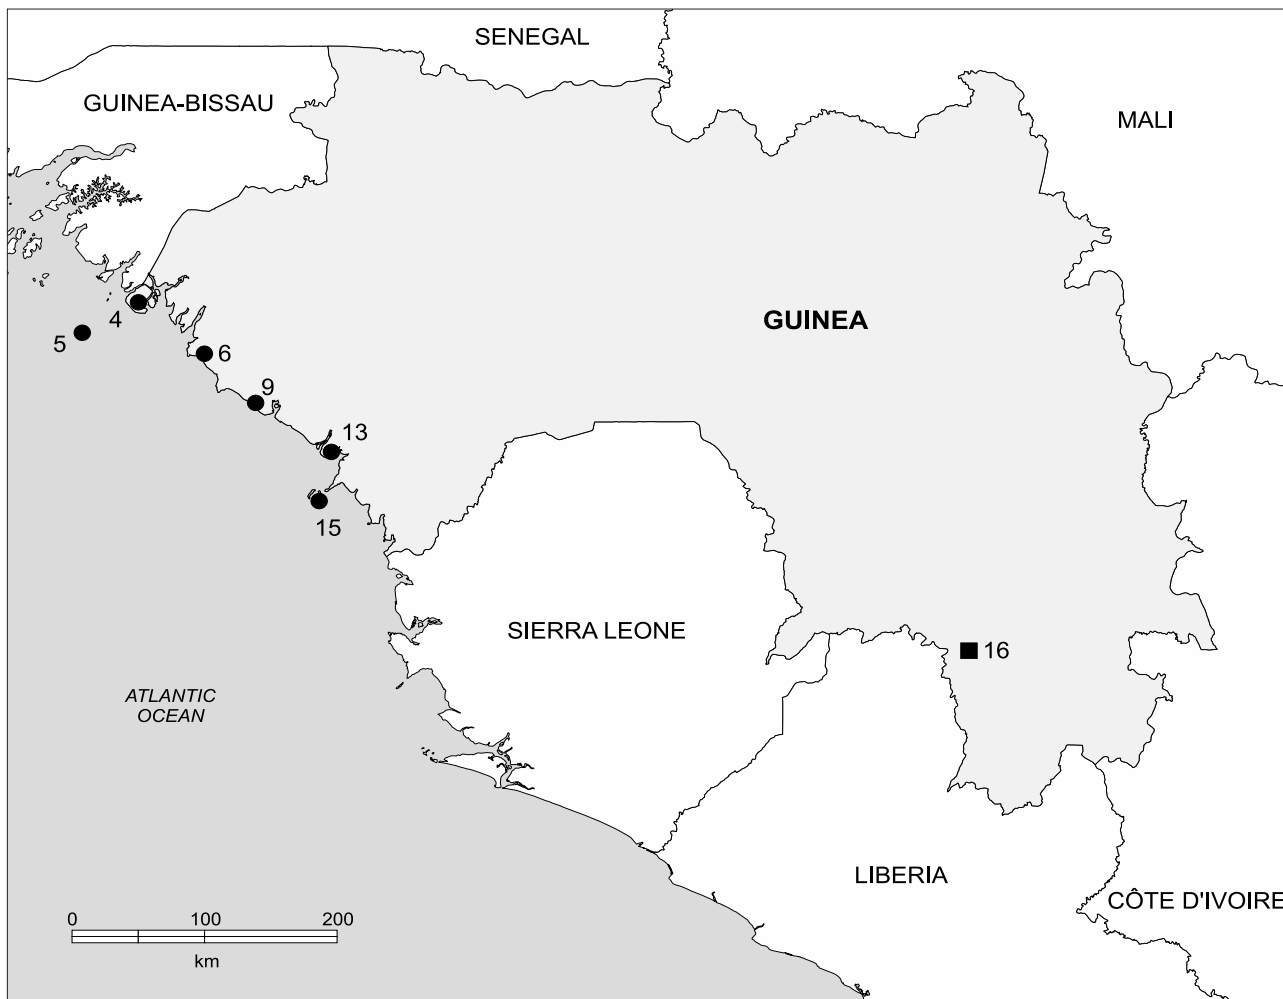 SENEGAL
GUINEA-BISSAU
MALI
4
5
GUINEA
6
9
13
15
SIERRA LEONE
16
ATLANTIC
OCEAN
LIBERIA
CÔTE D'IVOIRE
0 100 200
km